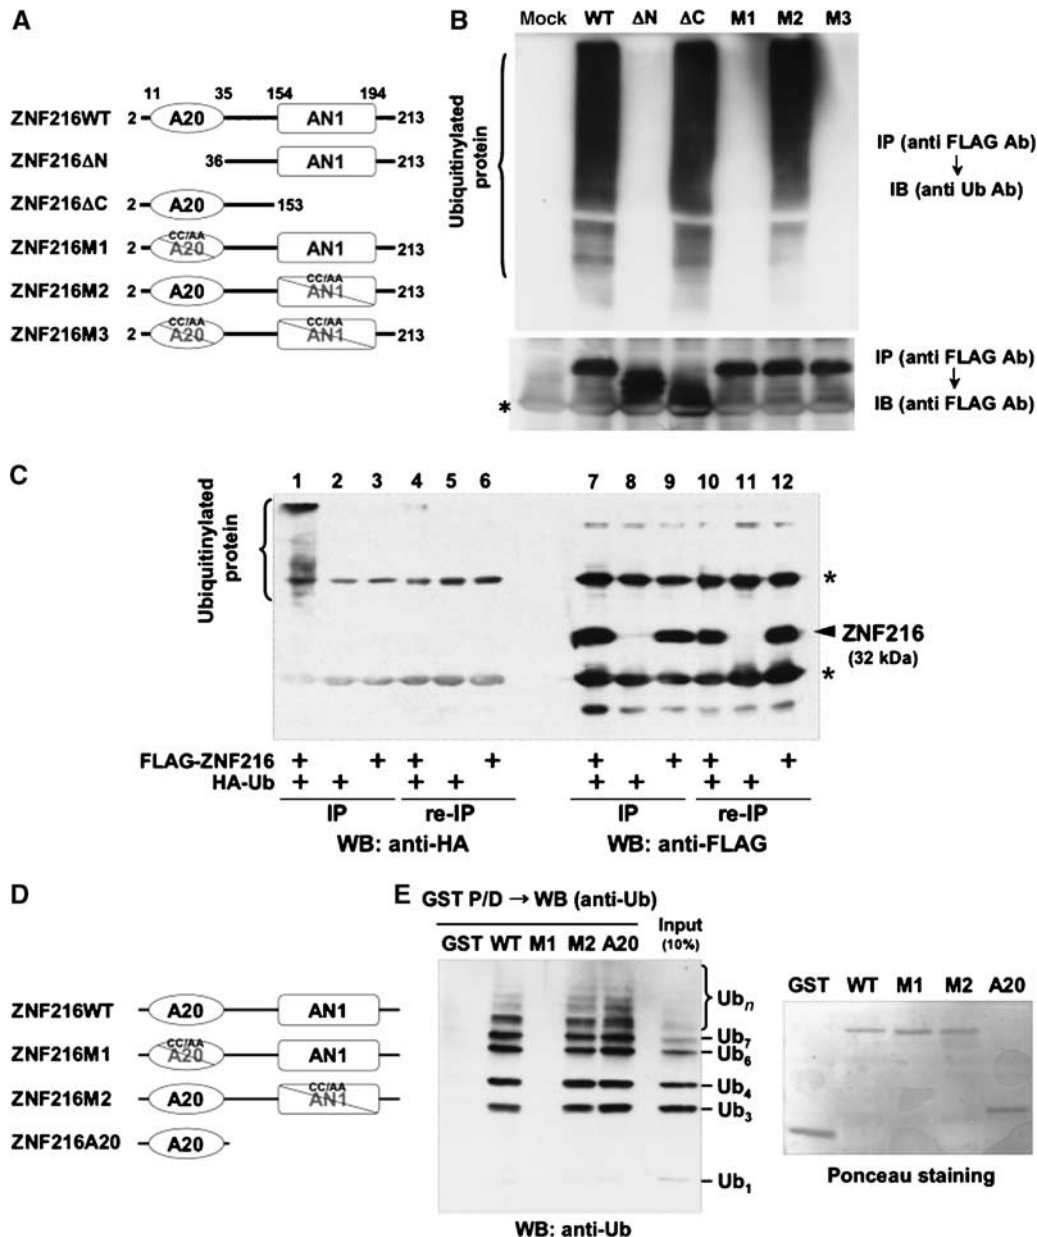 A
11 35 154 194
ZNF216WT 2 A20 AN1 213
ZNF216ΔN 36 AN1 213
ZNF216ΔC 2 A20 153
CC/AA
ZNF216M1 2 A20 AN1 213
CC/AA
ZNF216M2 2 A20 AN1 213
CC/AA CC/AA
ZNF216M3 2 A20 AN1 213
B
Mock WT ΔN ΔC M1 M2 M3
Ubiquitinylated
protein
IP (anti FLAG Ab)
↓
IB (anti Ub Ab)
IP (anti FLAG Ab)
↓
IB (anti FLAG Ab)
*
C
1 2 3 4 5 6 7 8 9 10 11 12
Ubiquitinylated
protein
*
ZNF216
(32 kDa)
*
FLAG-ZNF216 + + + + + + + +
HA-Ub + + + + + + + +
IP re-IP IP re-IP
WB: anti-HA WB: anti-FLAG
D
ZNF216WT A20 AN1
CC/AA
ZNF216M1 A20 AN1
CC/AA
ZNF216M2 A20 AN1
ZNF216A20 A20
E
GST P/D → WB (anti-Ub)
GST WT M1 M2 A20 Input
(10%)
Ubn
Ub7
Ub6
Ub4
Ub3
Ub1
WB: anti-Ub
GST WT M1 M2 A20
Ponceau staining